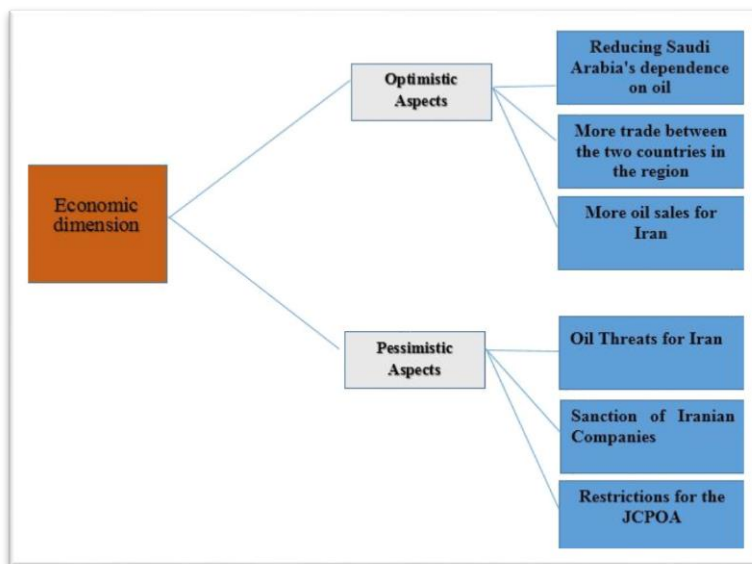 Economic
dimension
Optimistic
Aspects
Reducing Saudi
Arabia's dependence
on oil
More trade between
the two countries in
the region
More oil sales for
Iran
Pessimistic
Aspects
Oil Threats for Iran
Sanction of Iranian
Companies
Restrictions for the
JCPOA